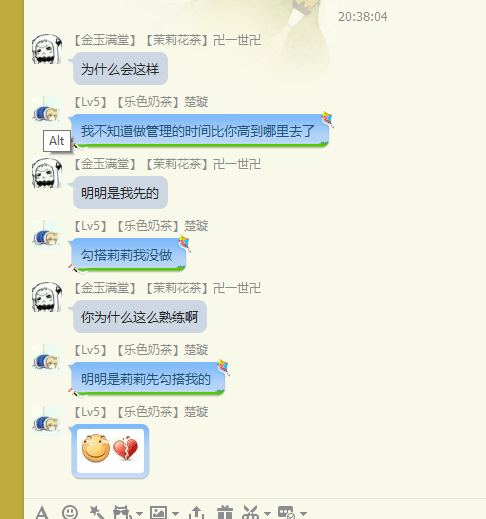 20:38:04
【金玉满堂】【茉莉花茶】卍一世卍
为什么会这样
【Lv5】【乐色奶茶】楚璇
我不知道做管理的时间比你高到哪里去了
Alt
【金玉满堂】【茉莉花茶】卍一世卍
明明是我先的
【Lv5】【乐色奶茶】楚璇
勾搭莉莉我没做
【金玉满堂】【茉莉花茶】卍一世卍
你为什么这么熟练啊
【Lv5】【乐色奶茶】楚璇
明明是莉莉先勾搭我的
【Lv5】【乐色奶茶】楚璇